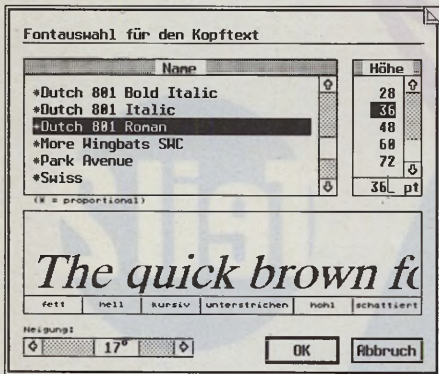 Fontauswahl für den Kopftext
Name
Höhe
*Dutch 801 Bold Italic
*Dutch 801 Italic
*Dutch 801 Roman
*More Wingbats SWC
*Park Avenue
*Swiss
28
36
48
60
72
36_ pt
(* = proportional)
The quick brown fo
fett hell kursiv unterstrichen hohl schattiert
Neigung:
17°
OK
Abbruch